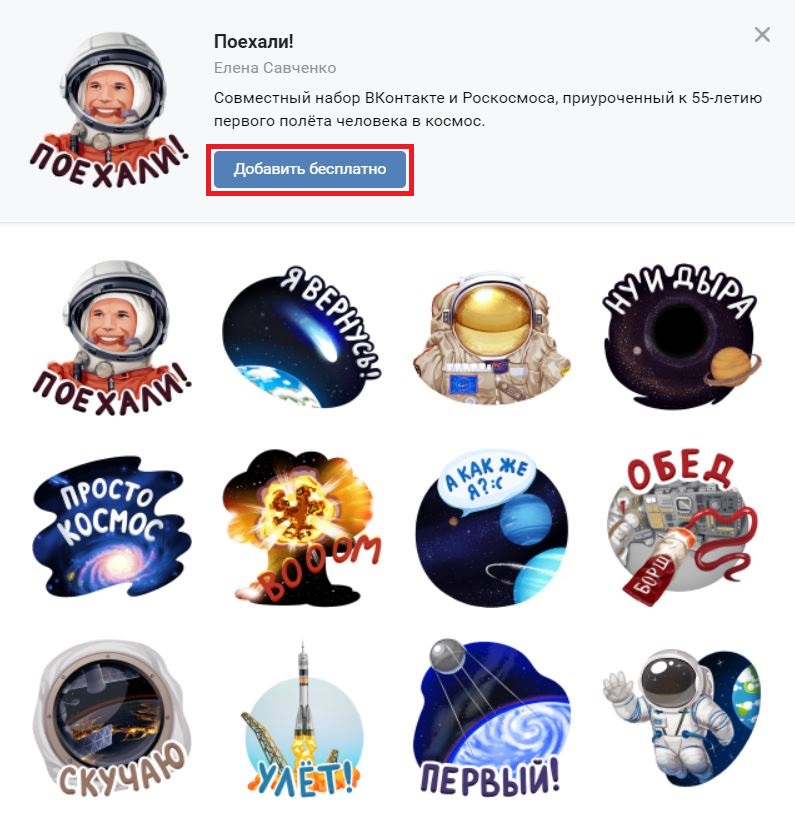 Поехали!
Елена Савченко
Совместный набор ВКонтакте и Роскосмоса, приуроченный к 55-летию
первого полёта человека в космос.
ПОЕХАЛИ!
Добавить бесплатно
ПОЕХАЛИ!
Я ВЕРНУСЬ!
НУ И ДЫРА
ПРОСТО
КОСМОС
BOOOM
А КАК ЖЕ
Я?:(
ОБЕД
БОРЩ
СКУЧАЮ
УЛЁТ!
ПЕРВЫЙ!